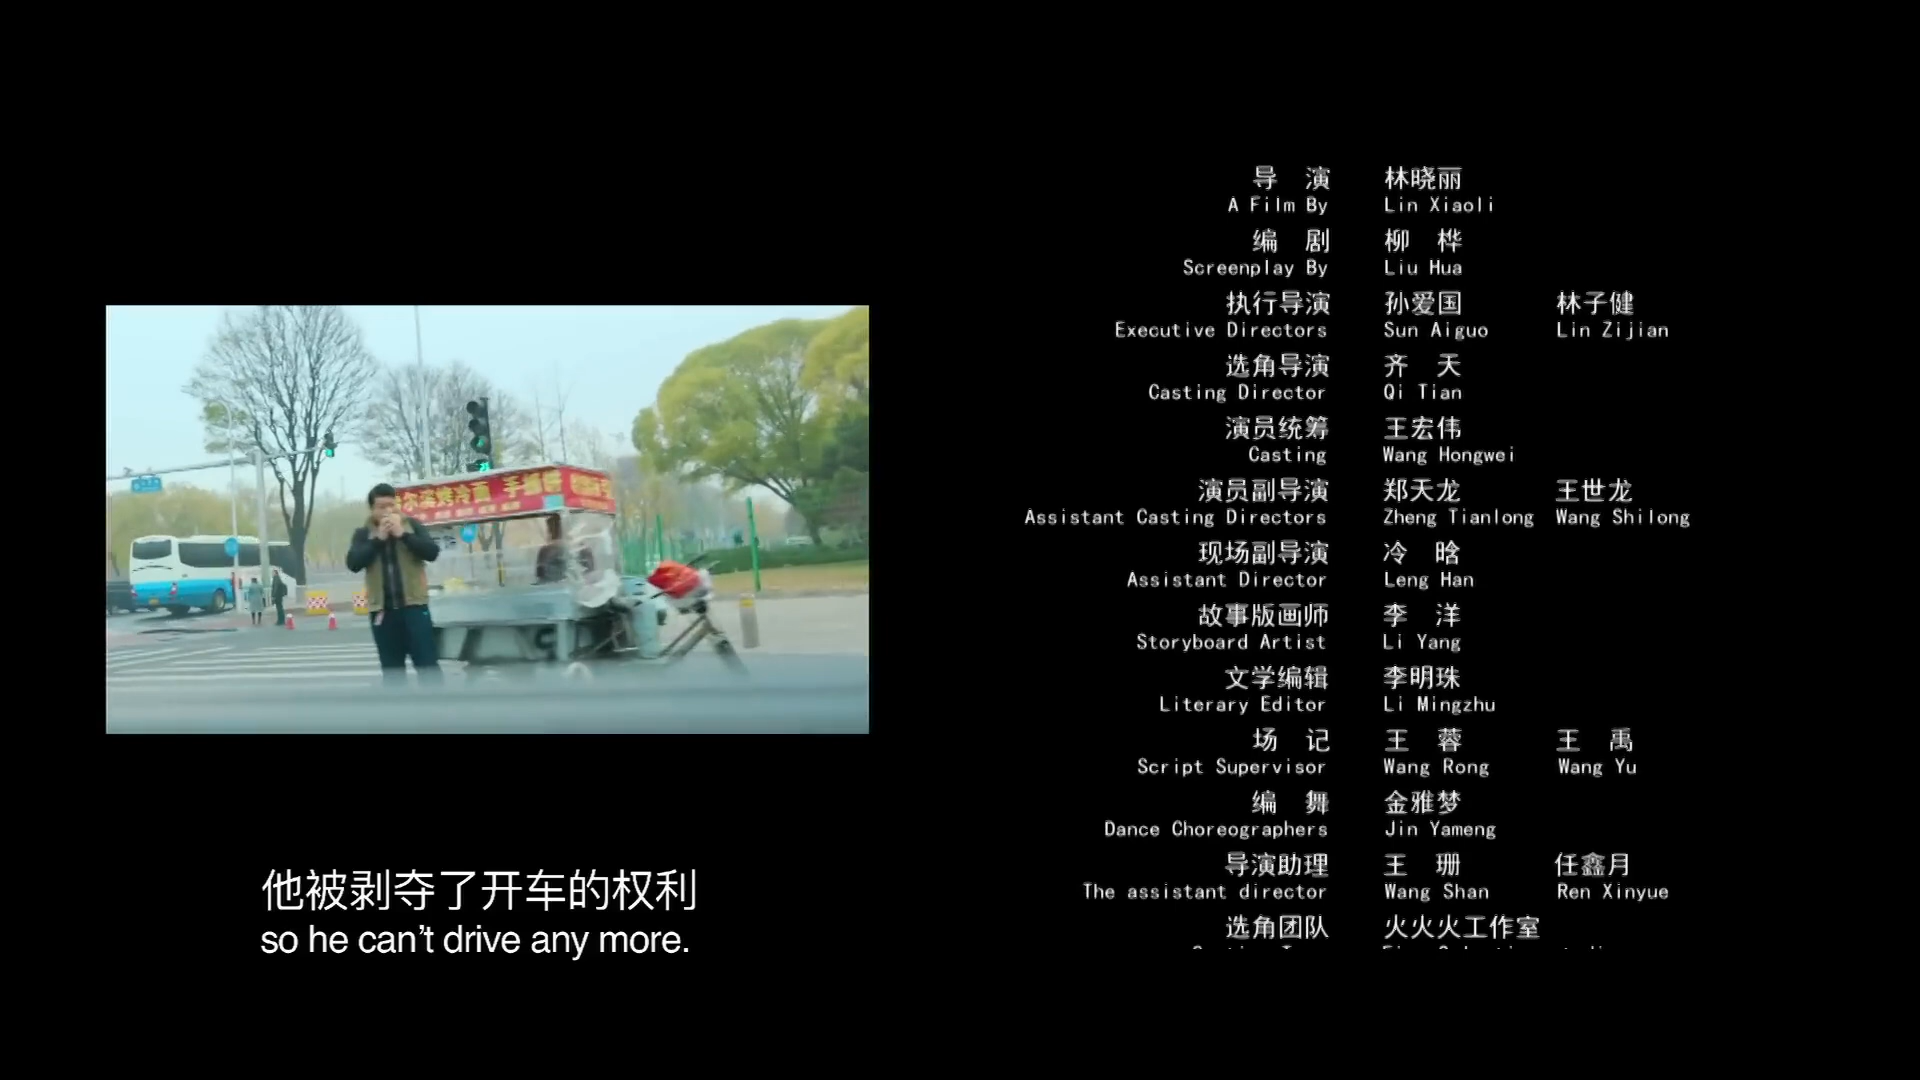 尔滨烤冷面 手抓饼
他被剥夺了开车的权利
so he can't drive any more.
导 演 林晓丽
A Film By Lin Xiaoli
编 剧 柳 桦
Screenplay By Liu Hua
执行导演 孙爱国 林子健
Executive Directors Sun Aiguo Lin Zijian
选角导演 齐 天
Casting Director Qi Tian
演员统筹 王宏伟
Casting Wang Hongwei
演员副导演 郑天龙 王世龙
Assistant Casting Directors Zheng Tianlong Wang Shilong
现场副导演 冷 晗
Assistant Director Leng Han
故事版画师 李 洋
Storyboard Artist Li Yang
文学编辑 李明珠
Literary Editor Li Mingzhu
场 记 王 蓉 王 禹
Script Supervisor Wang Rong Wang Yu
编 舞 金雅梦
Dance Choreographers Jin Yameng
导演助理 王 珊 任鑫月
The assistant director Wang Shan Ren Xinyue
选角团队 火火火工作室